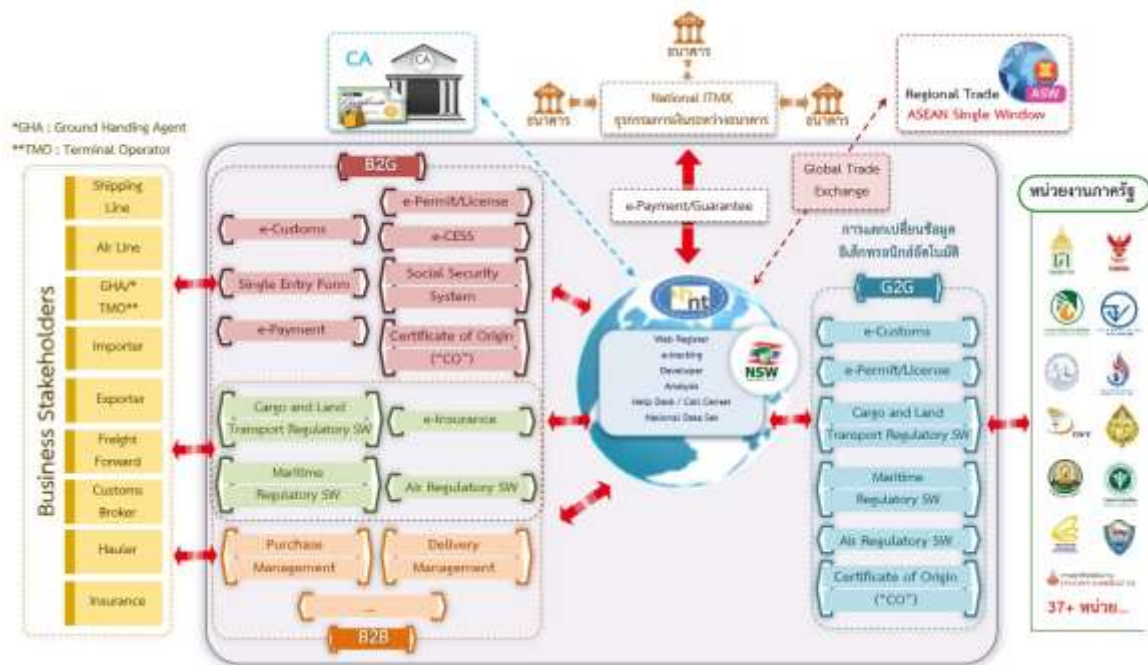 CA
CA
ธนาคาร
ธนาคาร
ธนาคาร
National ITMX
ธุรกรรมการเงินระหว่างธนาคาร
Regional Trade
ASW
ASEAN Single Window
*GHA : Ground Handing Agent
**TMO : Terminal Operator
Business Stakeholders
Shipping
Line
Air Line
GHA/*
TMO**
Importer
Exporter
Freight
Forward
Customs
Broker
Hauler
Insurance
B2G
e-Permit/License
e-Customs
e-CESS
Single Entry Form
Social Security
System
e-Payment
Certificate of Origin
("CO")
Cargo and Land
Transport Regulatory SW
e-Insurance
Maritime
Regulatory SW
Air Regulatory SW
Purchase
Management
Delivery
Management
...
B2B
e-Payment/Guarantee
Global Trade
Exchange
nt
Web Register
e-tracking
Developer
Analysis
Help Desk / Call Center
National Data Set
NSW
การแลกเปลี่ยนข้อมูล
อิเล็กทรอนิกส์อัตโนมัติ
G2G
e-Customs
e-Permit/License
Cargo and Land
Transport Regulatory SW
Maritime
Regulatory SW
Air Regulatory SW
Certificate of Origin
("CO")
หน่วยงานภาครัฐ
37+ หน่วย...